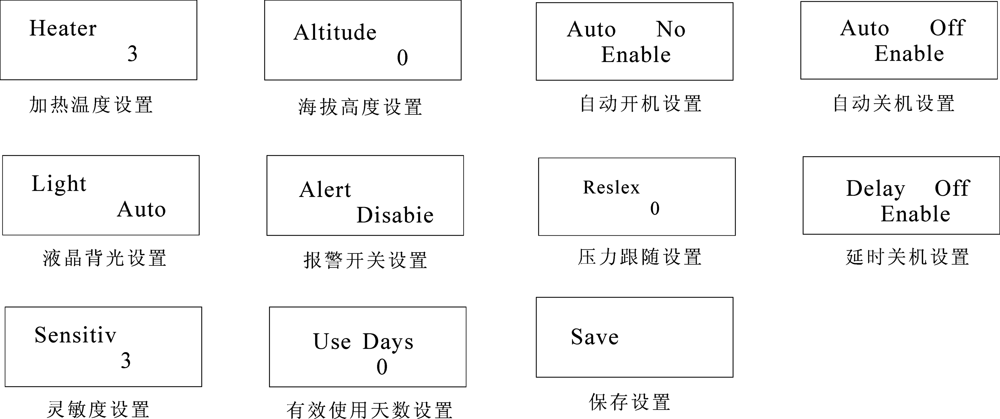 Heater
3
加热温度设置
Altitude
0
海拔高度设置
Auto No
Enable
自动开机设置
Auto Off
Enable
自动关机设置
Light
Auto
液晶背光设置
Alert
Disabie
报警开关设置
Reslex
0
压力跟随设置
Delay Off
Enable
延时关机设置
Sensitiv
3
灵敏度设置
Use Days
0
有效使用天数设置
Save
保存设置